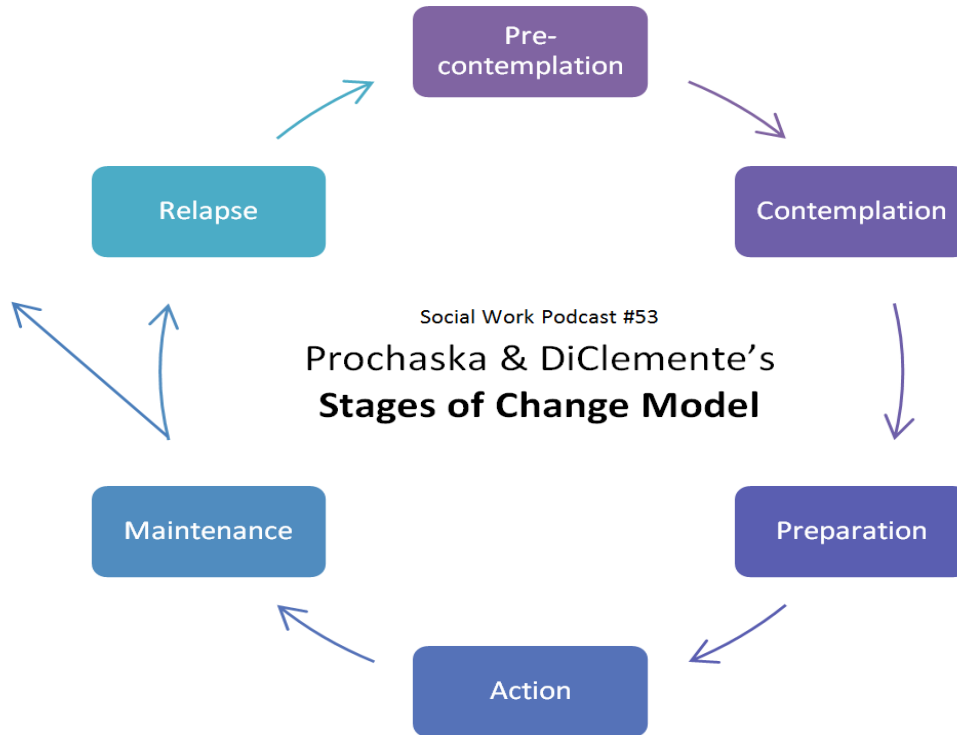 Pre-
contemplation
Relapse
Contemplation
Social Work Podcast #53
Prochaska & DiClemente’s
Stages of Change Model
Maintenance
Preparation
Action